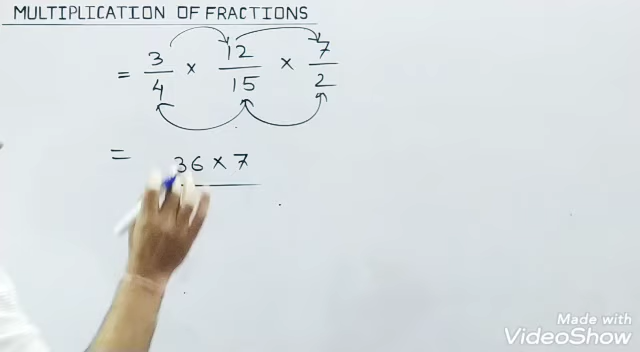 MULTIPLICATION OF FRACTIONS
= 3/4 × 12/15 × 7/2
= 36 × 7
Made with
VideoShow